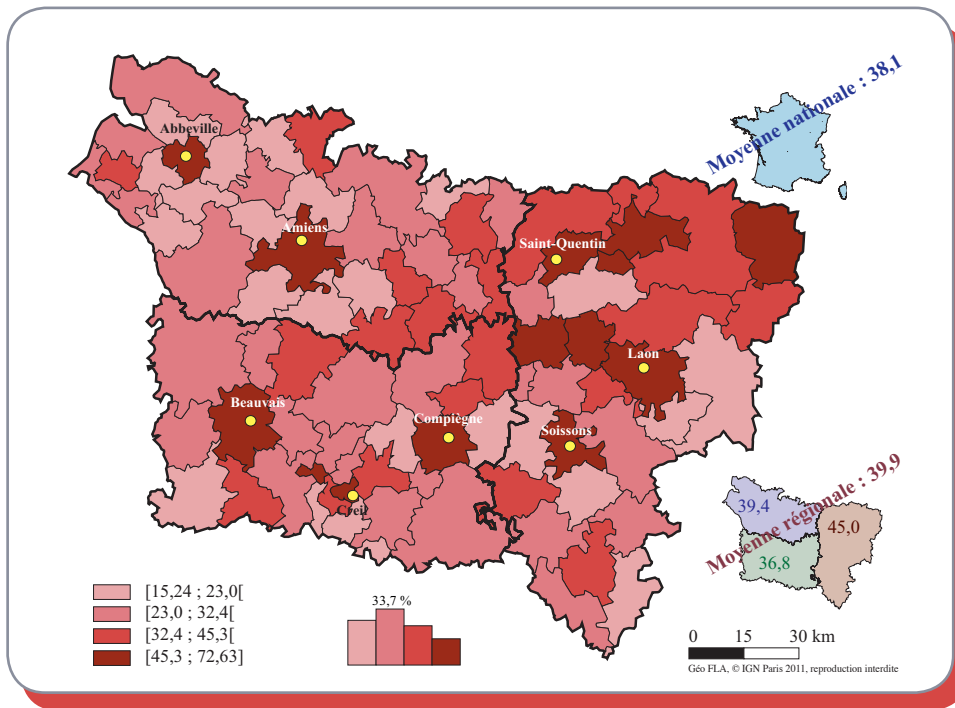 Moyenne nationale : 38,1
Abbeville
Amiens
Saint-Quentin
Laon
Beauvais
Compiègne
Soissons
Creil
Moyenne régionale : 39,9
39,4
45,0
36,8
[15,24 ; 23,0[
[23,0 ; 32,4[
[32,4 ; 45,3[
[45,3 ; 72,63]
33,7 %
0 15 30 km
Géo FLA, © IGN Paris 2011, reproduction interdite